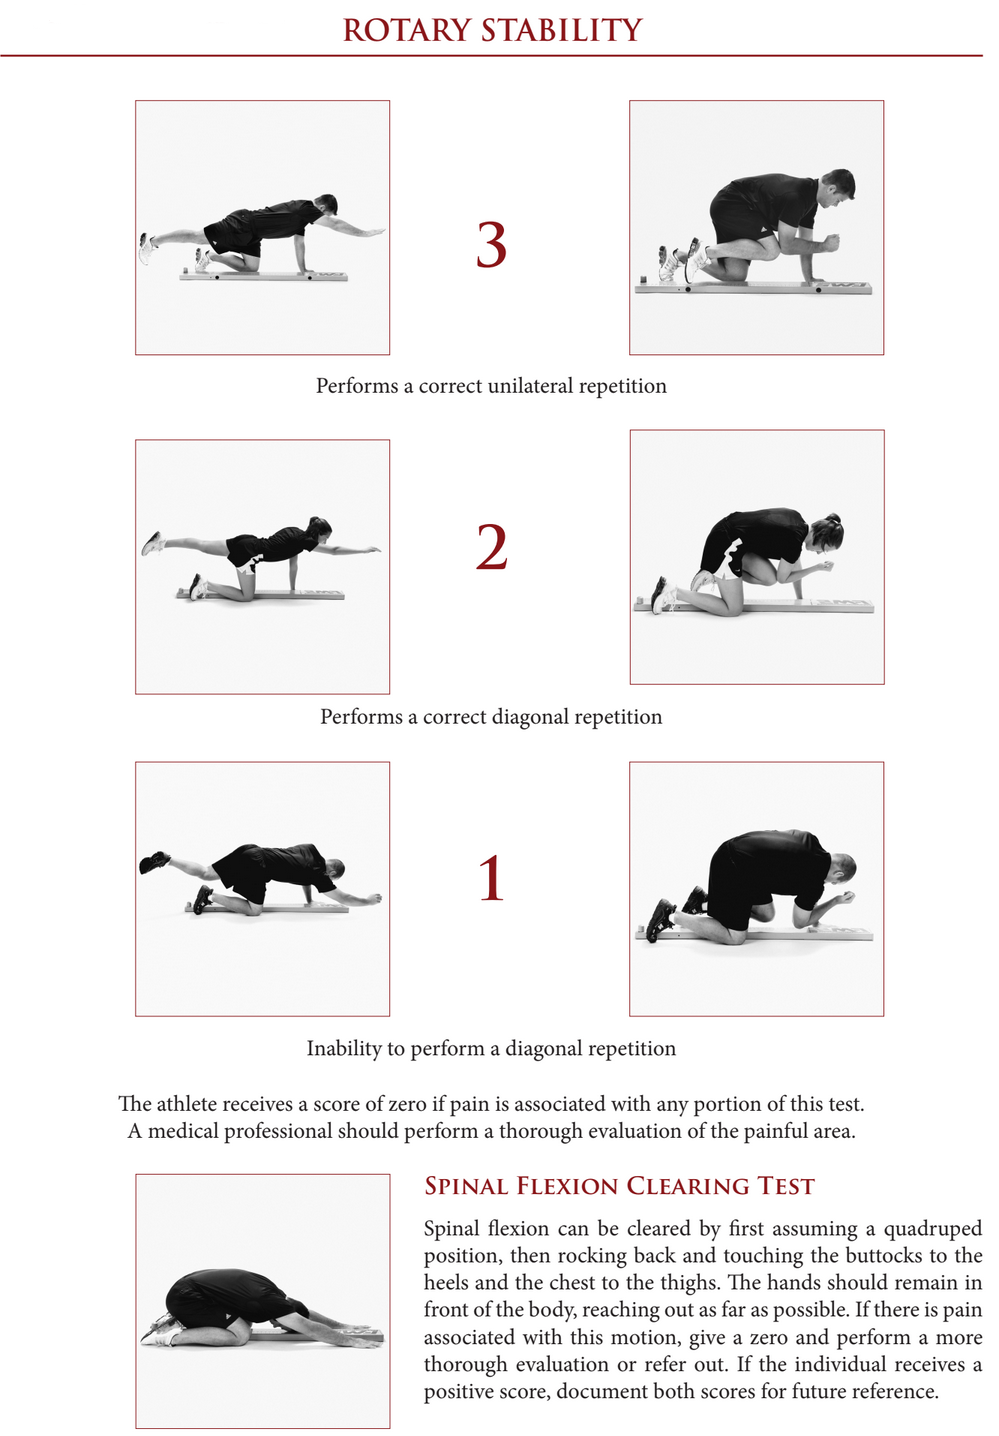 ROTARY STABILITY
3
Performs a correct unilateral repetition
2
Performs a correct diagonal repetition
1
Inability to perform a diagonal repetition
The athlete receives a score of zero if pain is associated with any portion of this test.
A medical professional should perform a thorough evaluation of the painful area.
SPINAL FLEXION CLEARING TEST
Spinal flexion can be cleared by first assuming a quadruped
position, then rocking back and touching the buttocks to the
heels and the chest to the thighs. The hands should remain in
front of the body, reaching out as far as possible. If there is pain
associated with this motion, give a zero and perform a more
thorough evaluation or refer out. If the individual receives a
positive score, document both scores for future reference.